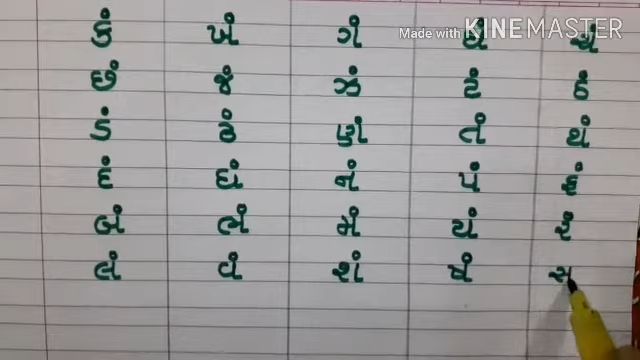 Made with KINEMASTER
કં ખં ગં ઘં ચં
છં જં ઝં ટં ઠં
ડં ઢં ણં તં થં
દં ધં નં પં ફં
બં ભં મં યં રં
લં વં શં ષં સ